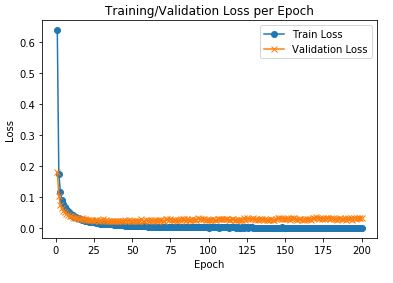 Training/Validation Loss per Epoch
Train Loss
Validation Loss
Loss
0.6
0.5
0.4
0.3
0.2
0.1
0.0
0 25 50 75 100 125 150 175 200
Epoch